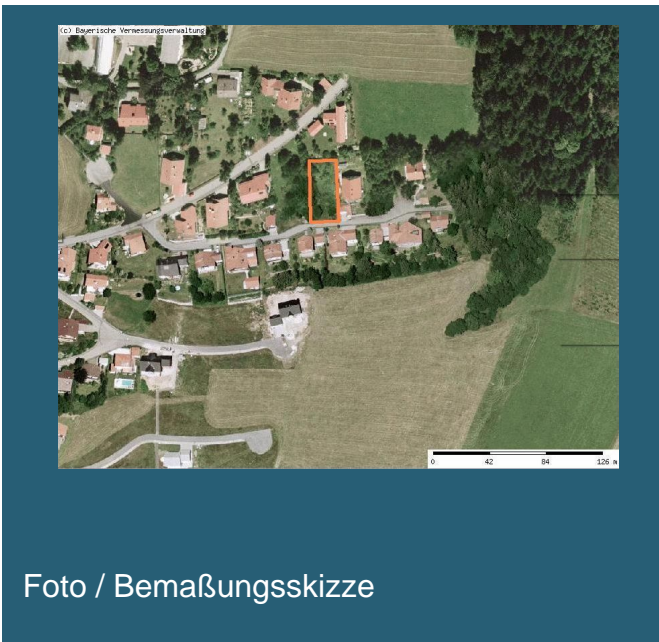 (c) Bayerische Vermessungsverwaltung
0 42 84 126 m
Foto / Bemaßungsskizze